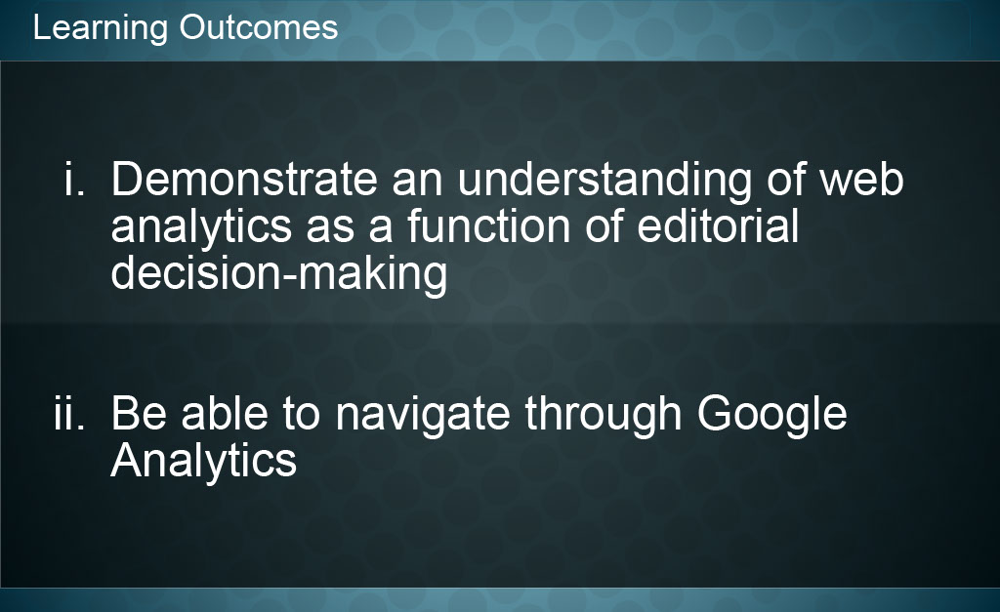 Learning Outcomes
i. Demonstrate an understanding of web
analytics as a function of editorial
decision-making
ii. Be able to navigate through Google
Analytics